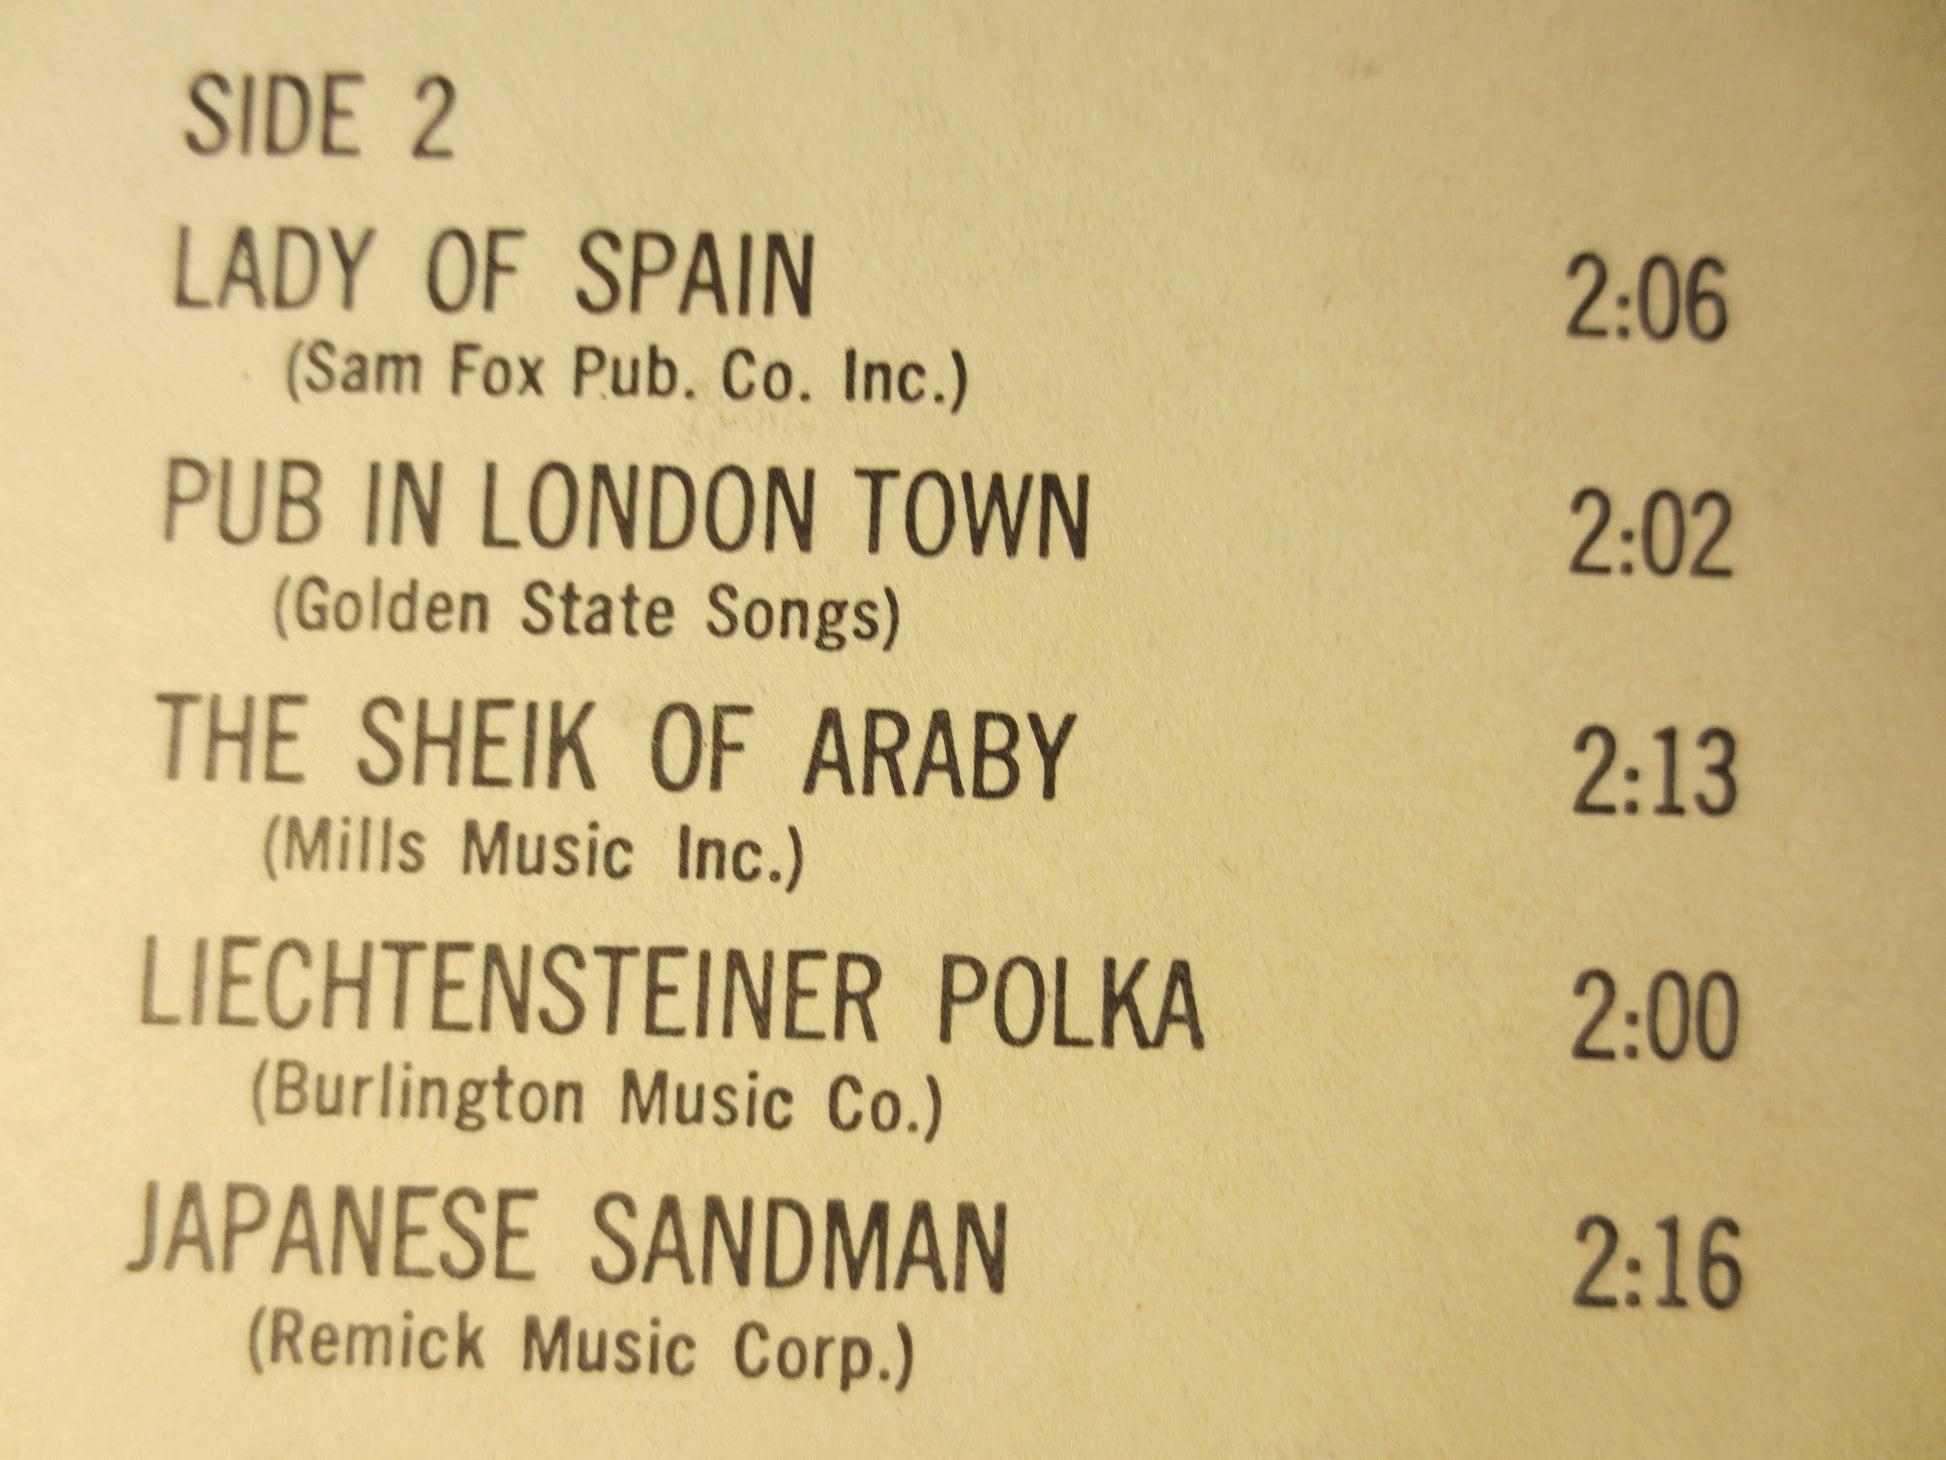 SIDE 2
LADY OF SPAIN 2:06
(Sam Fox Pub. Co. Inc.)
PUB IN LONDON TOWN 2:02
(Golden State Songs)
THE SHEIK OF ARABY 2:13
(Mills Music Inc.)
LIECHTENSTEINER POLKA 2:00
(Burlington Music Co.)
JAPANESE SANDMAN 2:16
(Remick Music Corp.)